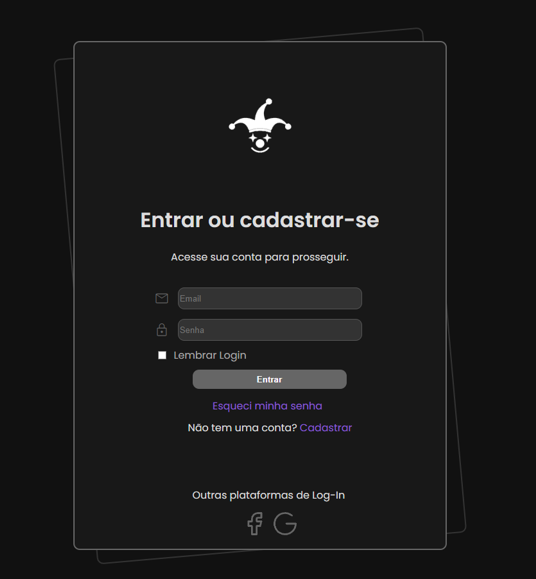 Entrar ou cadastrar-se
Acesse sua conta para prosseguir.
Email
Senha
Lembrar Login
Entrar
Esqueci minha senha
Não tem uma conta? Cadastrar
Outras plataformas de Log-In